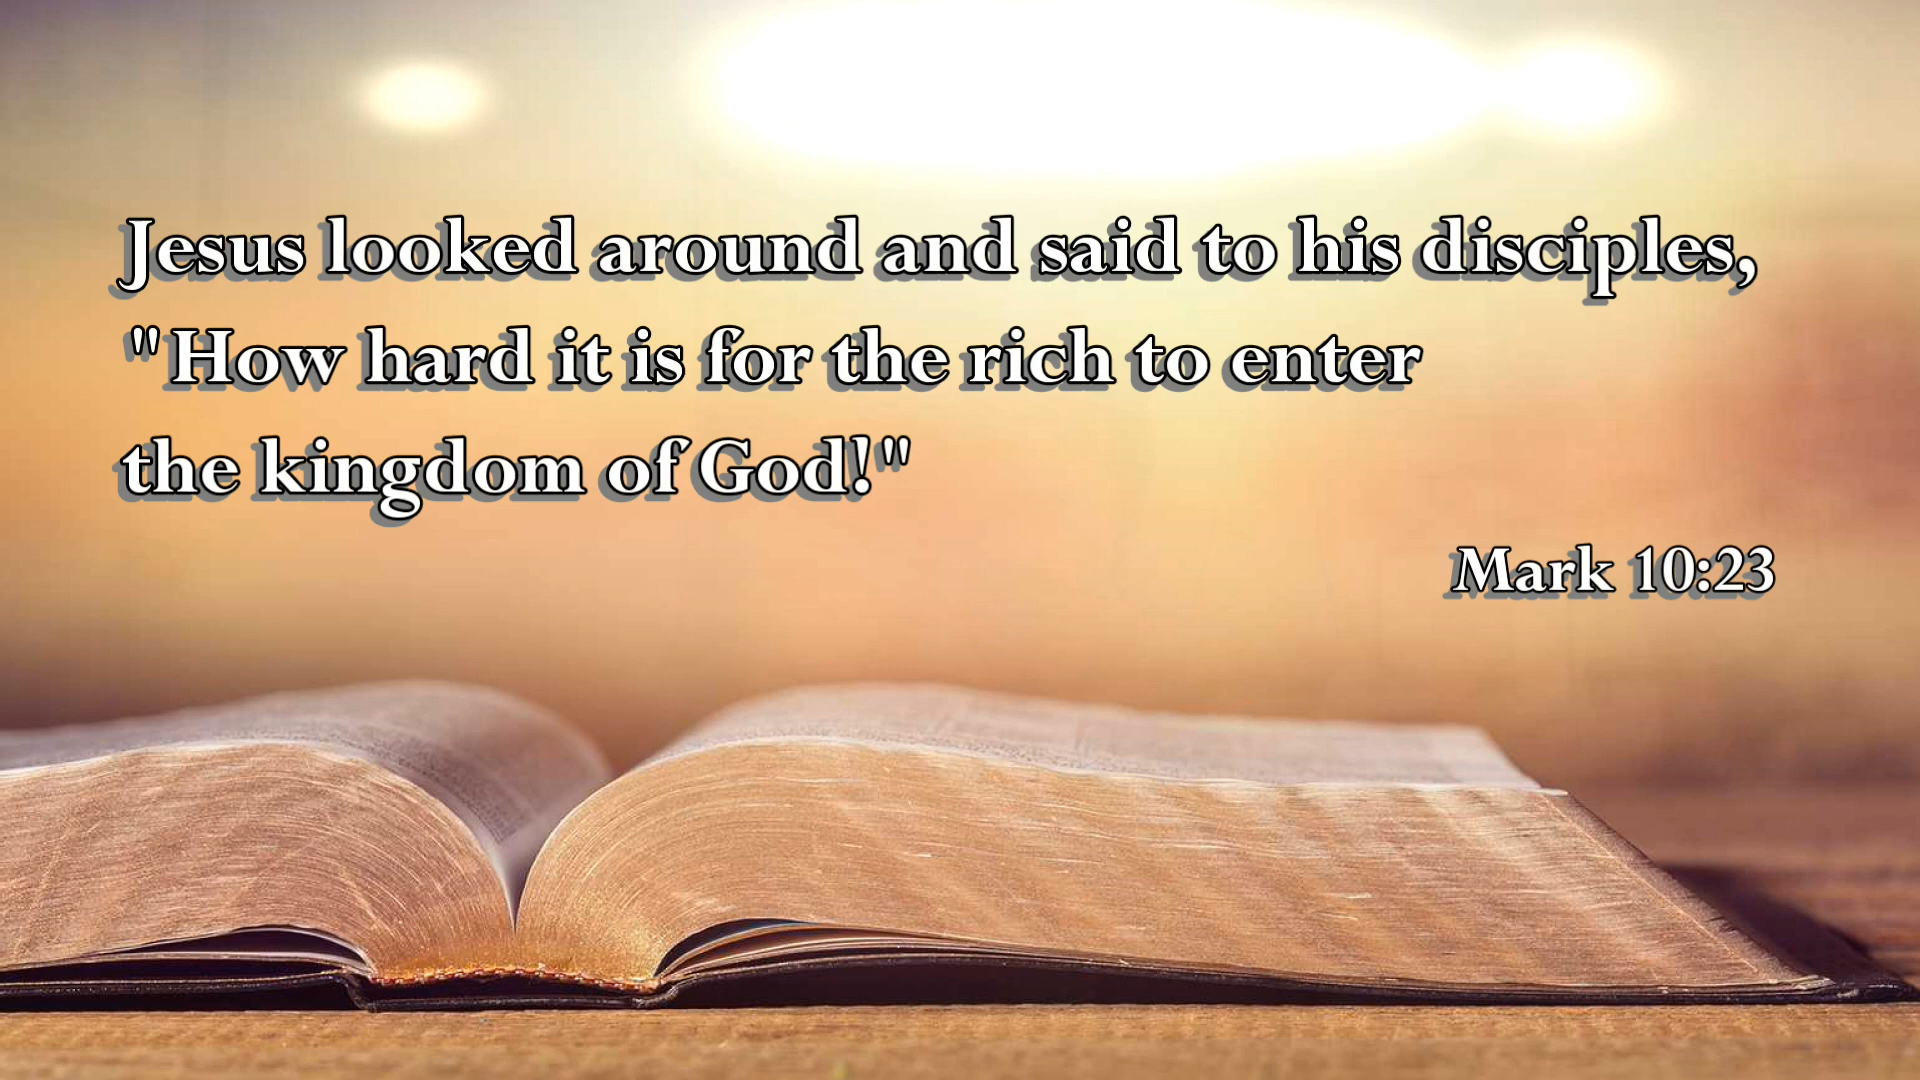 Jesus looked around and said to his disciples,
"How hard it is for the rich to enter
the kingdom of God!"
Mark 10:23